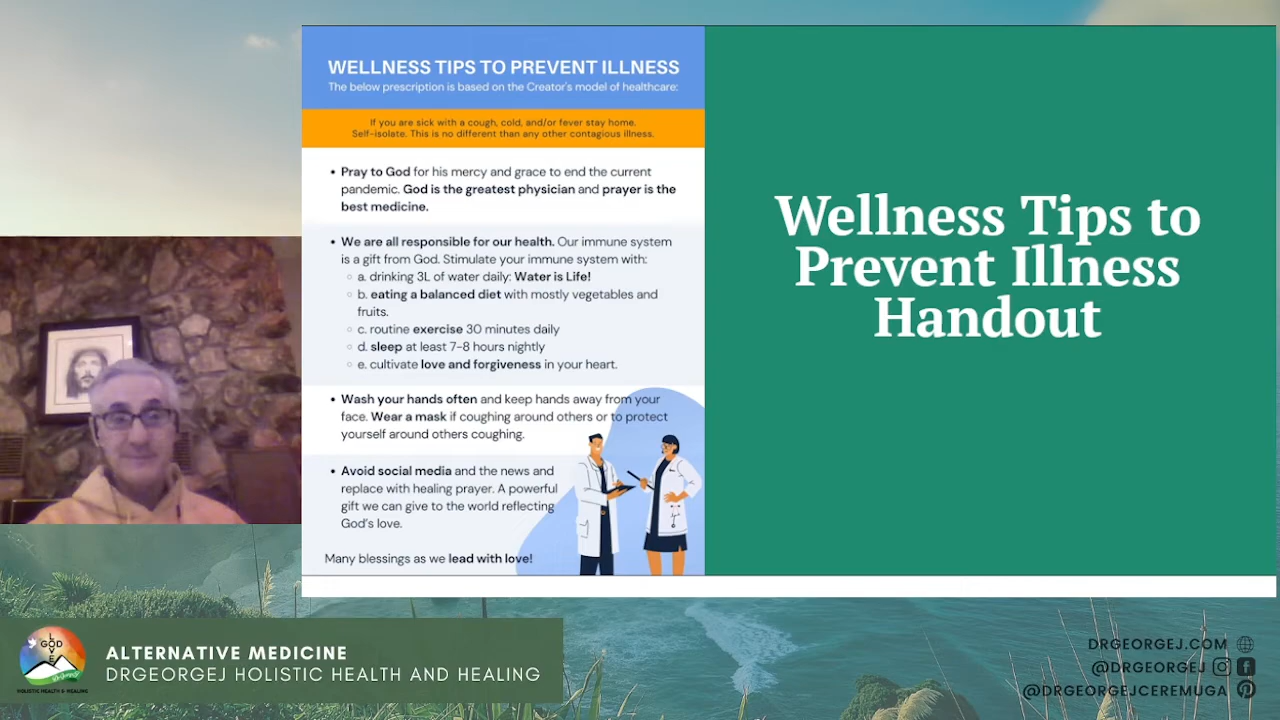 WELLNESS TIPS TO PREVENT ILLNESS
The below prescription is based on the Creator's model of healthcare:
If you are sick with a cough, cold, and/or fever stay home.
Self-isolate. This is no different than any other contagious illness.
• Pray to God for his mercy and grace to end the current
pandemic. God is the greatest physician and prayer is the
best medicine.
• We are all responsible for our health. Our immune system
is a gift from God. Stimulate your immune system with:
◦ a. drinking 3L of water daily: Water is Life!
◦ b. eating a balanced diet with mostly vegetables and
fruits.
◦ c. routine exercise 30 minutes daily
◦ d. sleep at least 7-8 hours nightly
◦ e. cultivate love and forgiveness in your heart.
• Wash your hands often and keep hands away from your
face. Wear a mask if coughing around others or to protect
yourself around others coughing.
• Avoid social media and the news and
replace with healing prayer. A powerful
gift we can give to the world reflecting
God's love.
Many blessings as we lead with love!
Wellness Tips to
Prevent Illness
Handout
GOD
HOLISTIC HEALTH & HEALING
ALTERNATIVE MEDICINE
DRGEORGEJ HOLISTIC HEALTH AND HEALING
DRGEORGEJ.COM
@DRGEORGEJ
@DRGEORGEJCEREMUGA